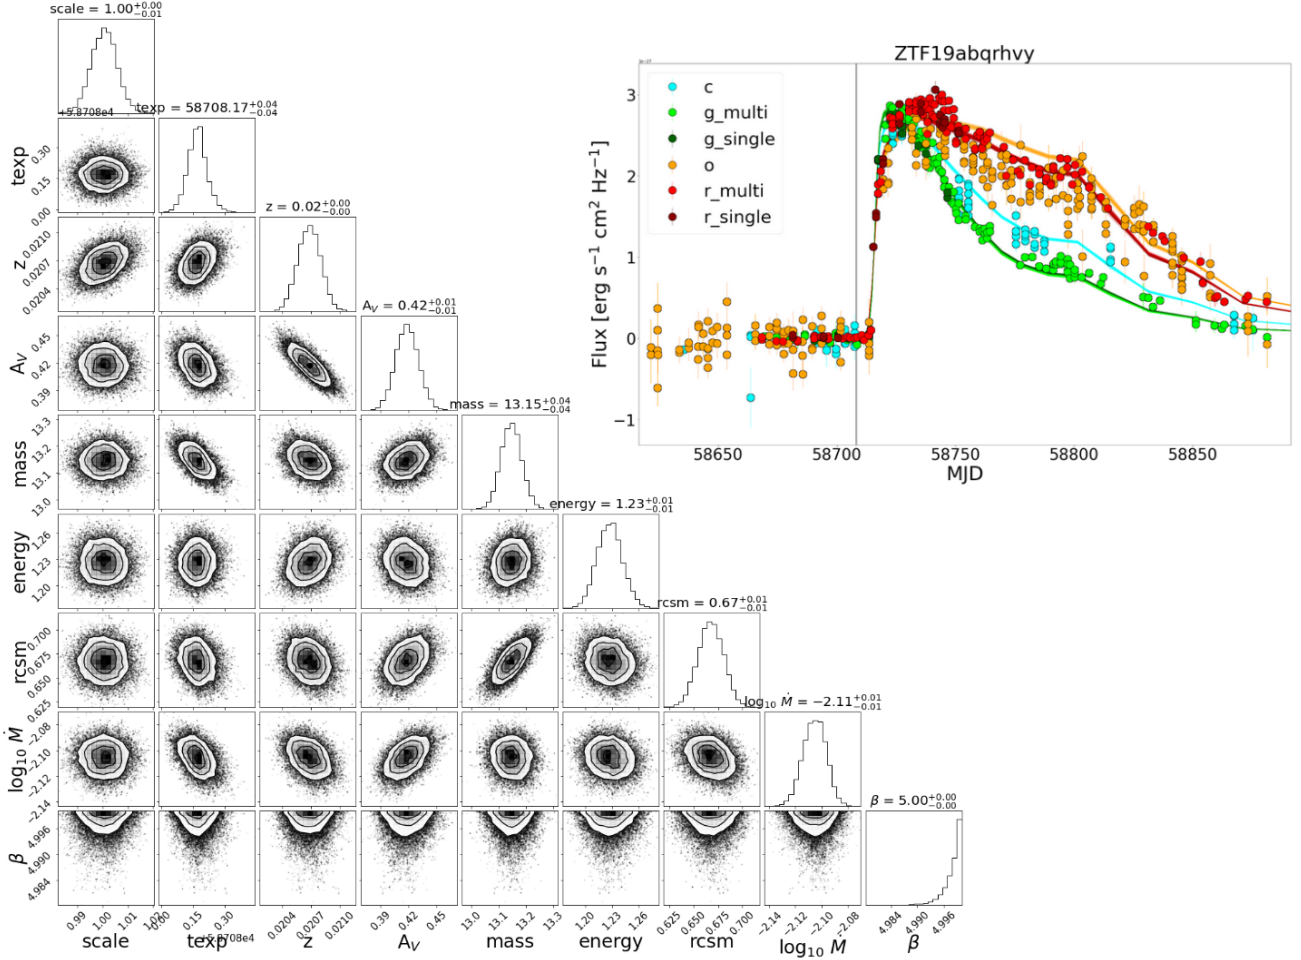 scale = 1.00+0.00 −0.01
+5.8708e4
texp = 58708.17+0.04 −0.04
texp
0.30
0.15
0.00
z = 0.02+0.00 −0.00
z
0.0210
0.0207
0.0204
AV = 0.42+0.01 −0.01
AV
0.45
0.42
0.39
mass = 13.15+0.04 −0.04
mass
13.3
13.2
13.1
13.0
energy = 1.23+0.01 −0.01
energy
1.26
1.23
1.20
rcsm = 0.67+0.01 −0.01
rcsm
0.700
0.675
0.650
0.625
log10 Ṁ = −2.11+0.01 −0.01
log10 Ṁ
−2.08
−2.10
−2.12
−2.14
β = 5.00+0.00 −0.00
β
4.996
4.990
4.984
0.99 1.00 1.01 1.02
scale
0.00 0.15 0.30
+5.8708e4
texp
0.0204 0.0207 0.0210
z
0.39 0.42 0.45
AV
13.0 13.1 13.2 13.3
mass
1.20 1.23 1.26
energy
0.625 0.650 0.675 0.700
rcsm
−2.14 −2.12 −2.10 −2.08
log10 Ṁ
4.984 4.990 4.996
β
ZTF19abqrhvy
c
g_multi
g_single
o
r_multi
r_single
Flux [erg s−1 cm2 Hz−1]
3
2
1
0
−1
58650 58700 58750 58800 58850
MJD